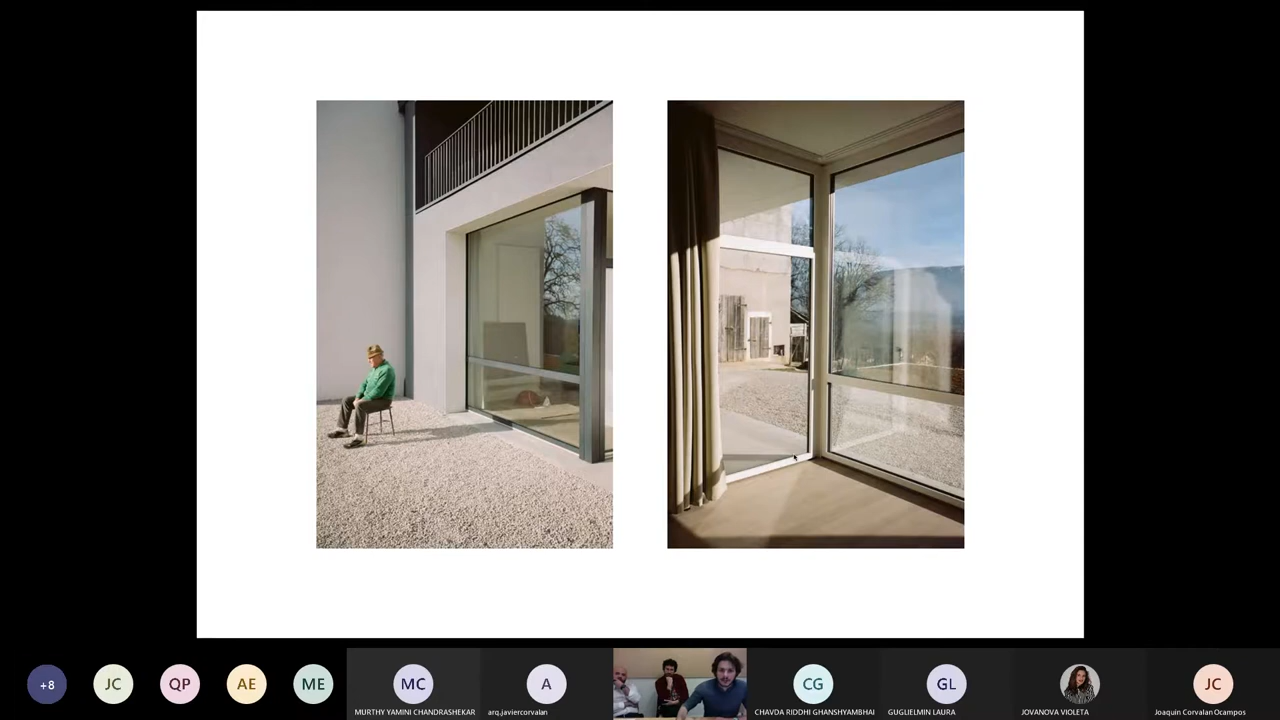 +8
JC
QP
AE
ME
MC
MURTHY YAMINI CHANDRASHEKAR
A
arq.javiercorvalan
CG
CHAVDA RIDDHI GHANSHYAMBHAI
GL
GUGLIELMIN LAURA
JOVANOVA VIOLETA
JC
Joaquin Corvalan Ocampos